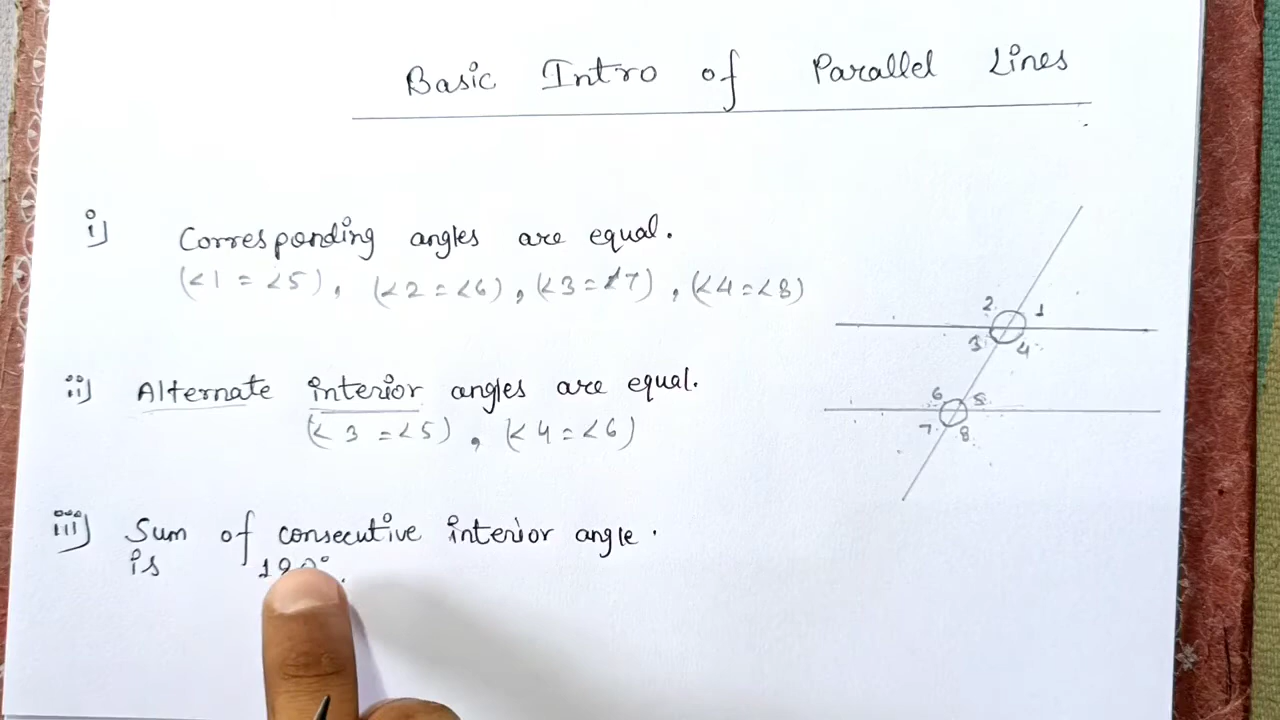 Basic Intro of Parallel Lines
i) Corresponding angles are equal.
(<1 = <5), (<2 = <6), (<3 = <7), (<4 = <8)
ii) Alternate interior angles are equal.
(<3 = <5), (<4 = <6)
iii) Sum of consecutive interior angle.
is
2 1
3 4
6 5
7 8